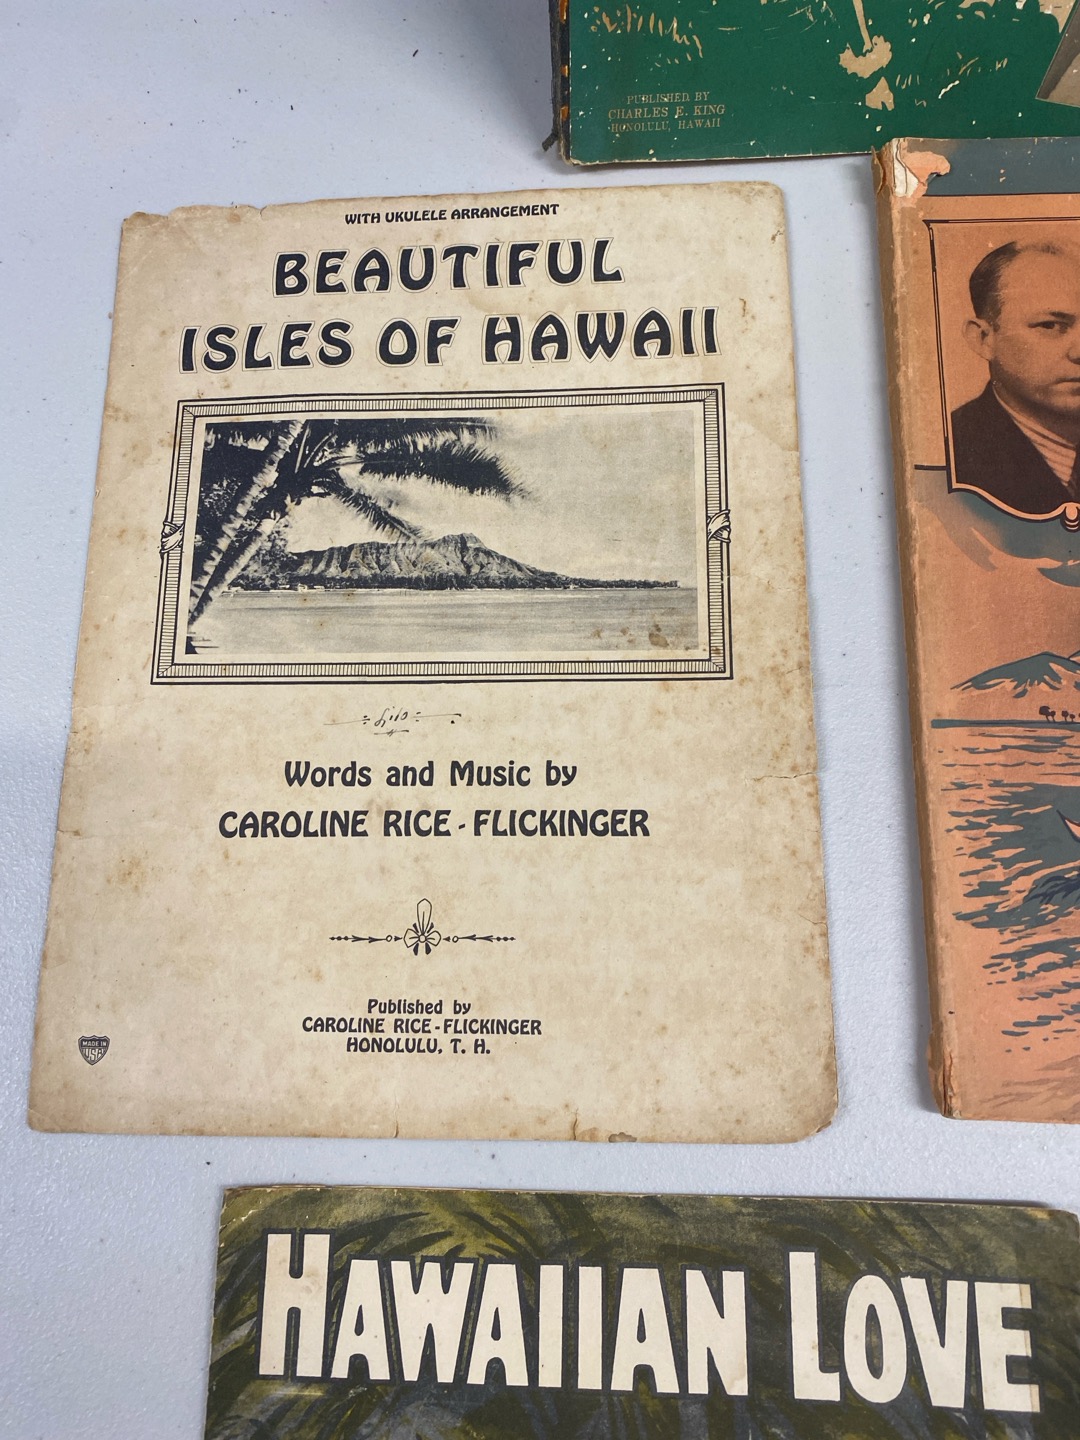 PUBLISHED BY
CHARLES E. KING
HONOLULU, HAWAII
WITH UKULELE ARRANGEMENT
BEAUTIFUL
ISLES OF HAWAII
Words and Music by
CAROLINE RICE-FLICKINGER
Published by
CAROLINE RICE-FLICKINGER
HONOLULU, T. H.
MADE IN
USA
HAWAIIAN LOVE